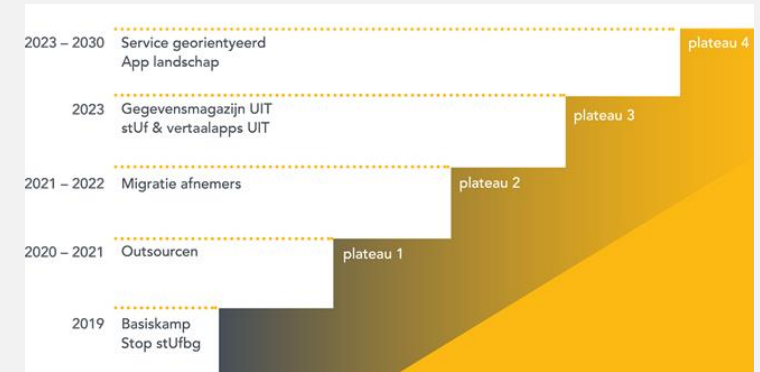 2023 – 2030 Service georientyeerd plateau 4
App landschap
2023 Gegevensmagazijn UIT plateau 3
stUf & vertaalapps UIT
2021 – 2022 Migratie afnemers plateau 2
2020 – 2021 Outsourcen plateau 1
2019 Basiskamp
Stop stUfbg